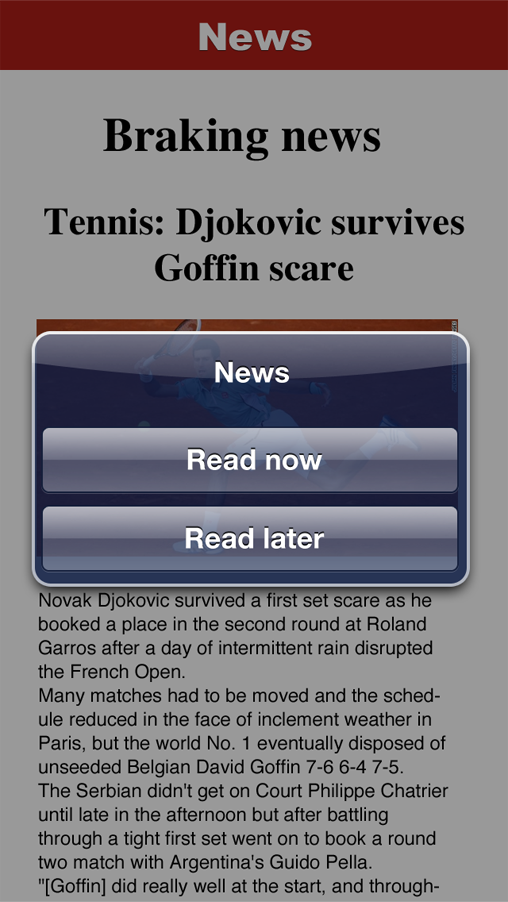 News
Braking news
Tennis: Djokovic survives
Goffin scare
News
Read now
Read later
Novak Djokovic survived a first set scare as he
booked a place in the second round at Roland
Garros after a day of intermittent rain disrupted
the French Open.
Many matches had to be moved and the sched-
ule reduced in the face of inclement weather in
Paris, but the world No. 1 eventually disposed of
unseeded Belgian David Goffin 7-6 6-4 7-5.
The Serbian didn't get on Court Philippe Chatrier
until late in the afternoon but after battling
through a tight first set went on to book a round
two match with Argentina's Guido Pella.
"[Goffin] did really well at the start, and through-